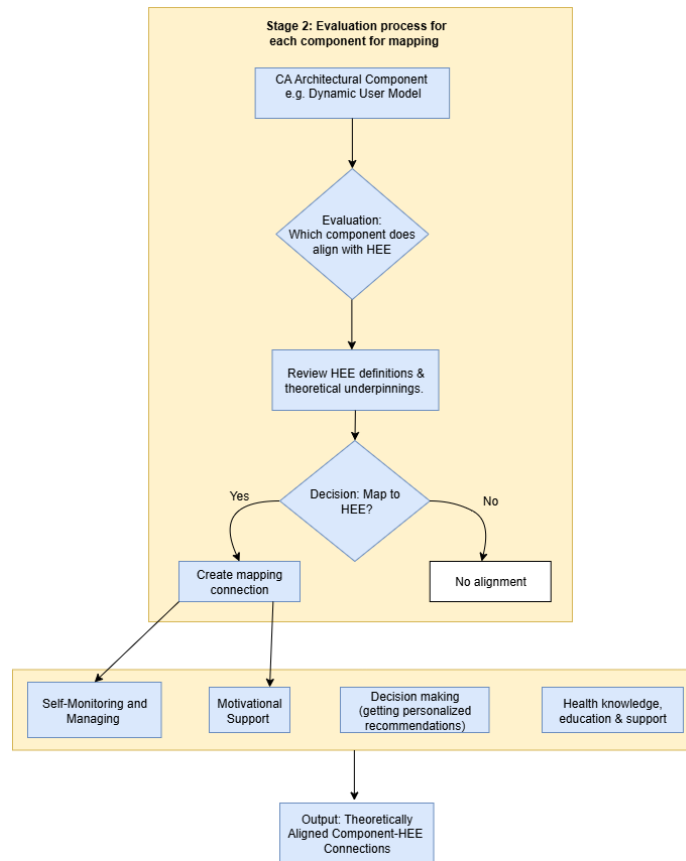 Stage 2: Evaluation process for
each component for mapping
CA Architectural Component
e.g. Dynamic User Model
Evaluation:
Which component does
align with HEE
Review HEE definitions &
theoretical underpinnings.
Decision: Map to
HEE?
Yes
No
Create mapping
connection
No alignment
Self-Monitoring and
Managing
Motivational
Support
Decision making
(getting personalized
recommendations)
Health knowledge,
education & support
Output: Theoretically
Aligned Component-HEE
Connections